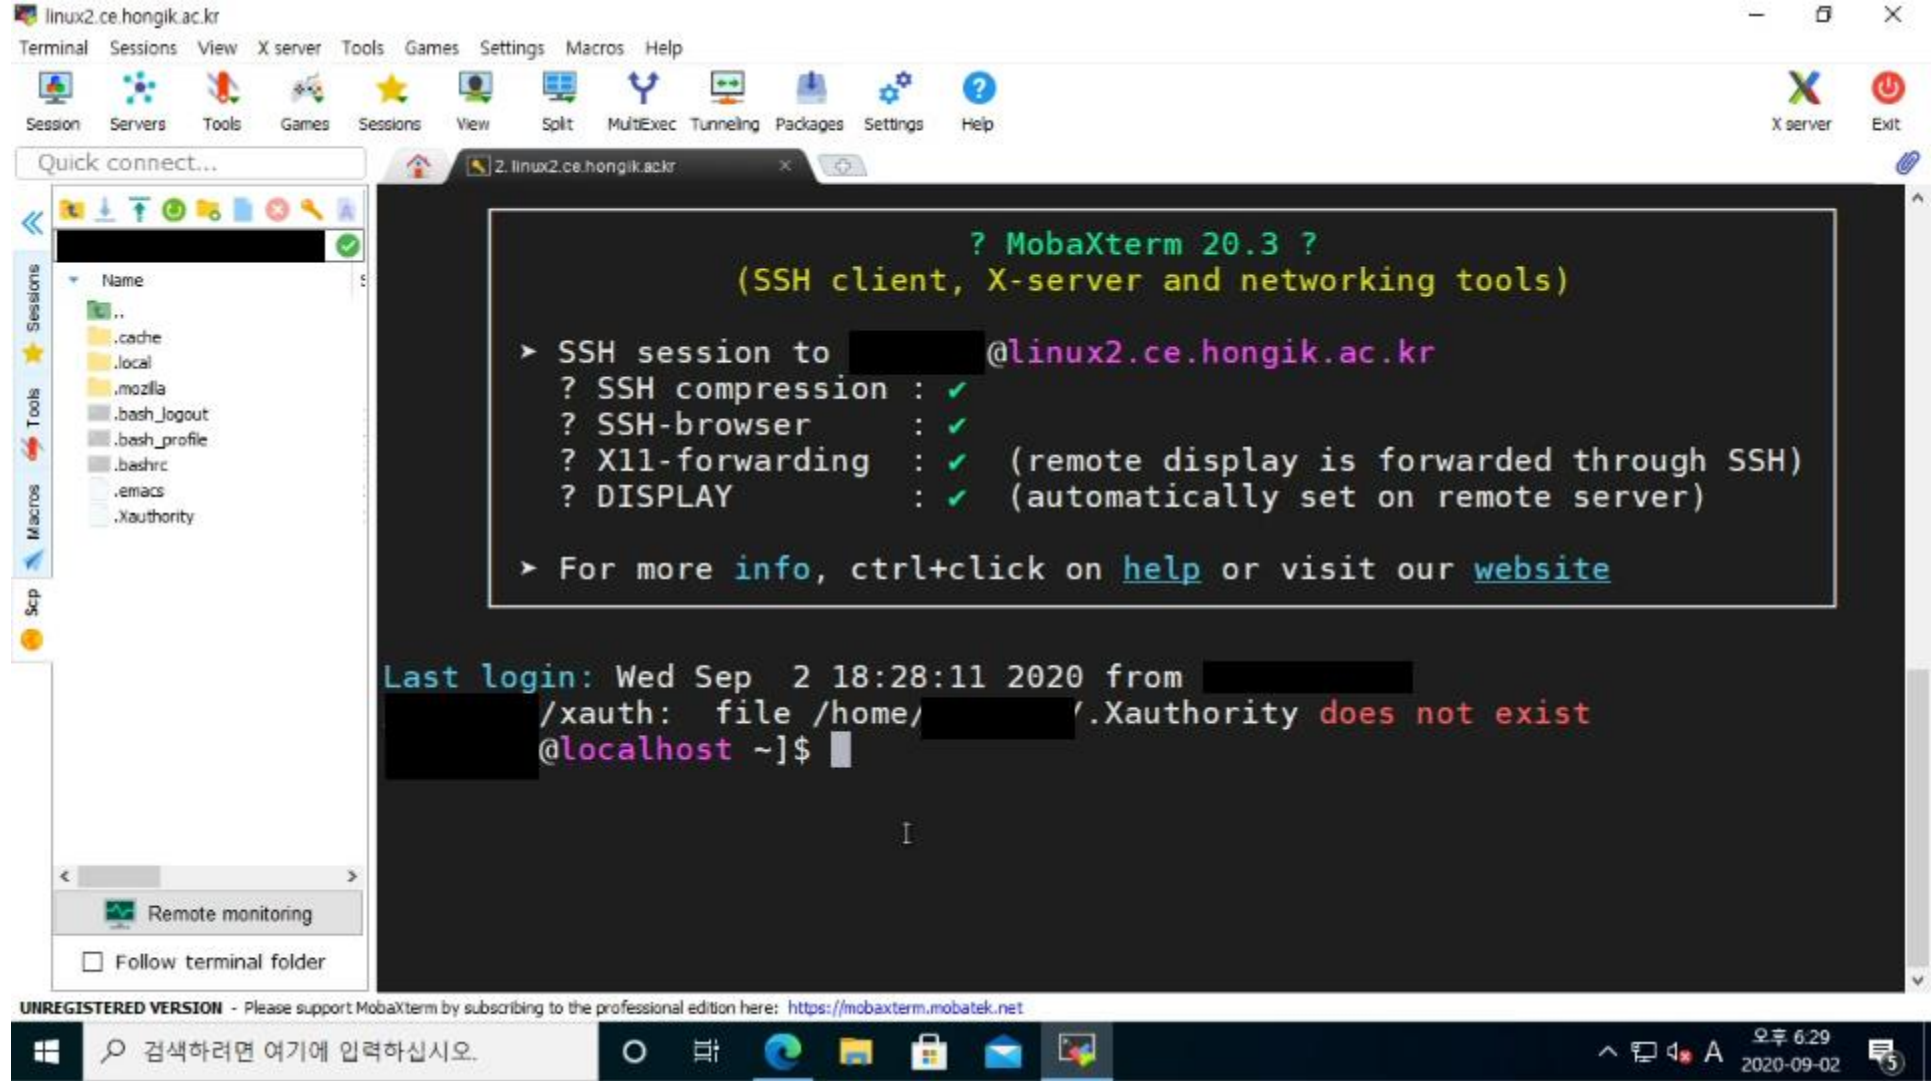 linux2.ce.hongik.ac.kr
Terminal Sessions View X server Tools Games Settings Macros Help
Session Servers Tools Games Sessions View Split MultiExec Tunneling Packages Settings Help X server Exit
Quick connect...
2. linux2.ce.hongik.ac.kr
Name
..
.cache
.local
.mozilla
.bash_logout
.bash_profile
.bashrc
.emacs
.Xauthority
Sessions
Tools
Macros
Scp
? MobaXterm 20.3 ?
(SSH client, X-server and networking tools)
➤ SSH session to @linux2.ce.hongik.ac.kr
? SSH compression : ✔
? SSH-browser : ✔
? X11-forwarding : ✔ (remote display is forwarded through SSH)
? DISPLAY : ✔ (automatically set on remote server)
➤ For more info, ctrl+click on help or visit our website
Last login: Wed Sep 2 18:28:11 2020 from
/xauth: file /home/ /.Xauthority does not exist
@localhost ~]$
Remote monitoring
Follow terminal folder
UNREGISTERED VERSION - Please support MobaXterm by subscribing to the professional edition here: https://mobaxterm.mobatek.net
검색하려면 여기에 입력하십시오.
A
오후 6:29
2020-09-02
5